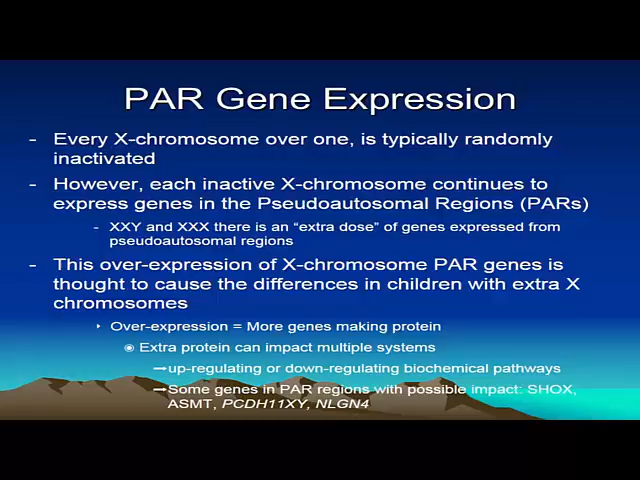 PAR Gene Expression
- Every X-chromosome over one, is typically randomly
inactivated
- However, each inactive X-chromosome continues to
express genes in the Pseudoautosomal Regions (PARs)
- XXY and XXX there is an “extra dose” of genes expressed from
pseudoautosomal regions
- This over-expression of X-chromosome PAR genes is
thought to cause the differences in children with extra X
chromosomes
‣ Over-expression = More genes making protein
◉ Extra protein can impact multiple systems
→up-regulating or down-regulating biochemical pathways
→Some genes in PAR regions with possible impact: SHOX,
ASMT, PCDH11XY, NLGN4